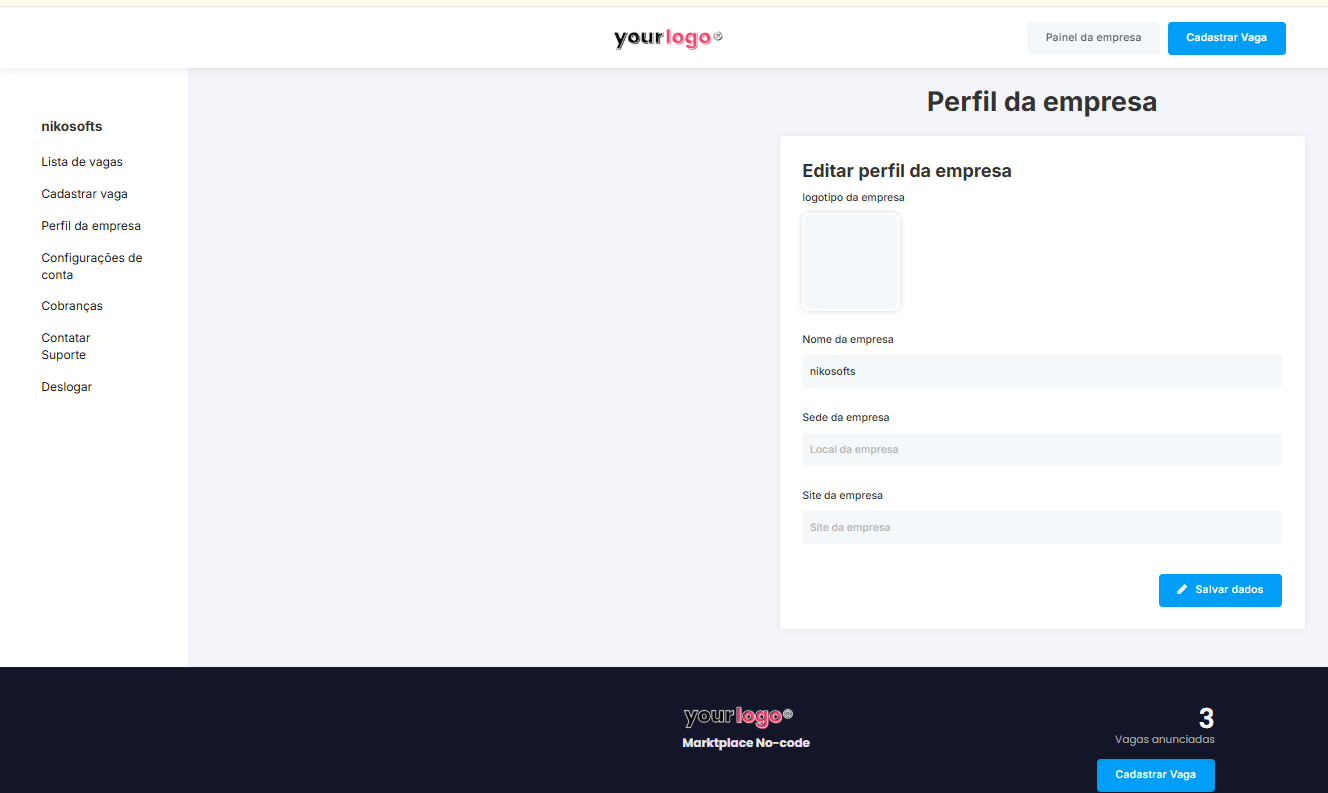 yourlogo®
Painel da empresa
Cadastrar Vaga
nikosofts
Lista de vagas
Cadastrar vaga
Perfil da empresa
Configurações de
conta
Cobranças
Contatar
Suporte
Deslogar
Perfil da empresa
Editar perfil da empresa
logotipo da empresa
Nome da empresa
nikosofts
Sede da empresa
Local da empresa
Site da empresa
Site da empresa
Salvar dados
yourlogo®
Marktplace No-code
3
Vagas anunciadas
Cadastrar Vaga